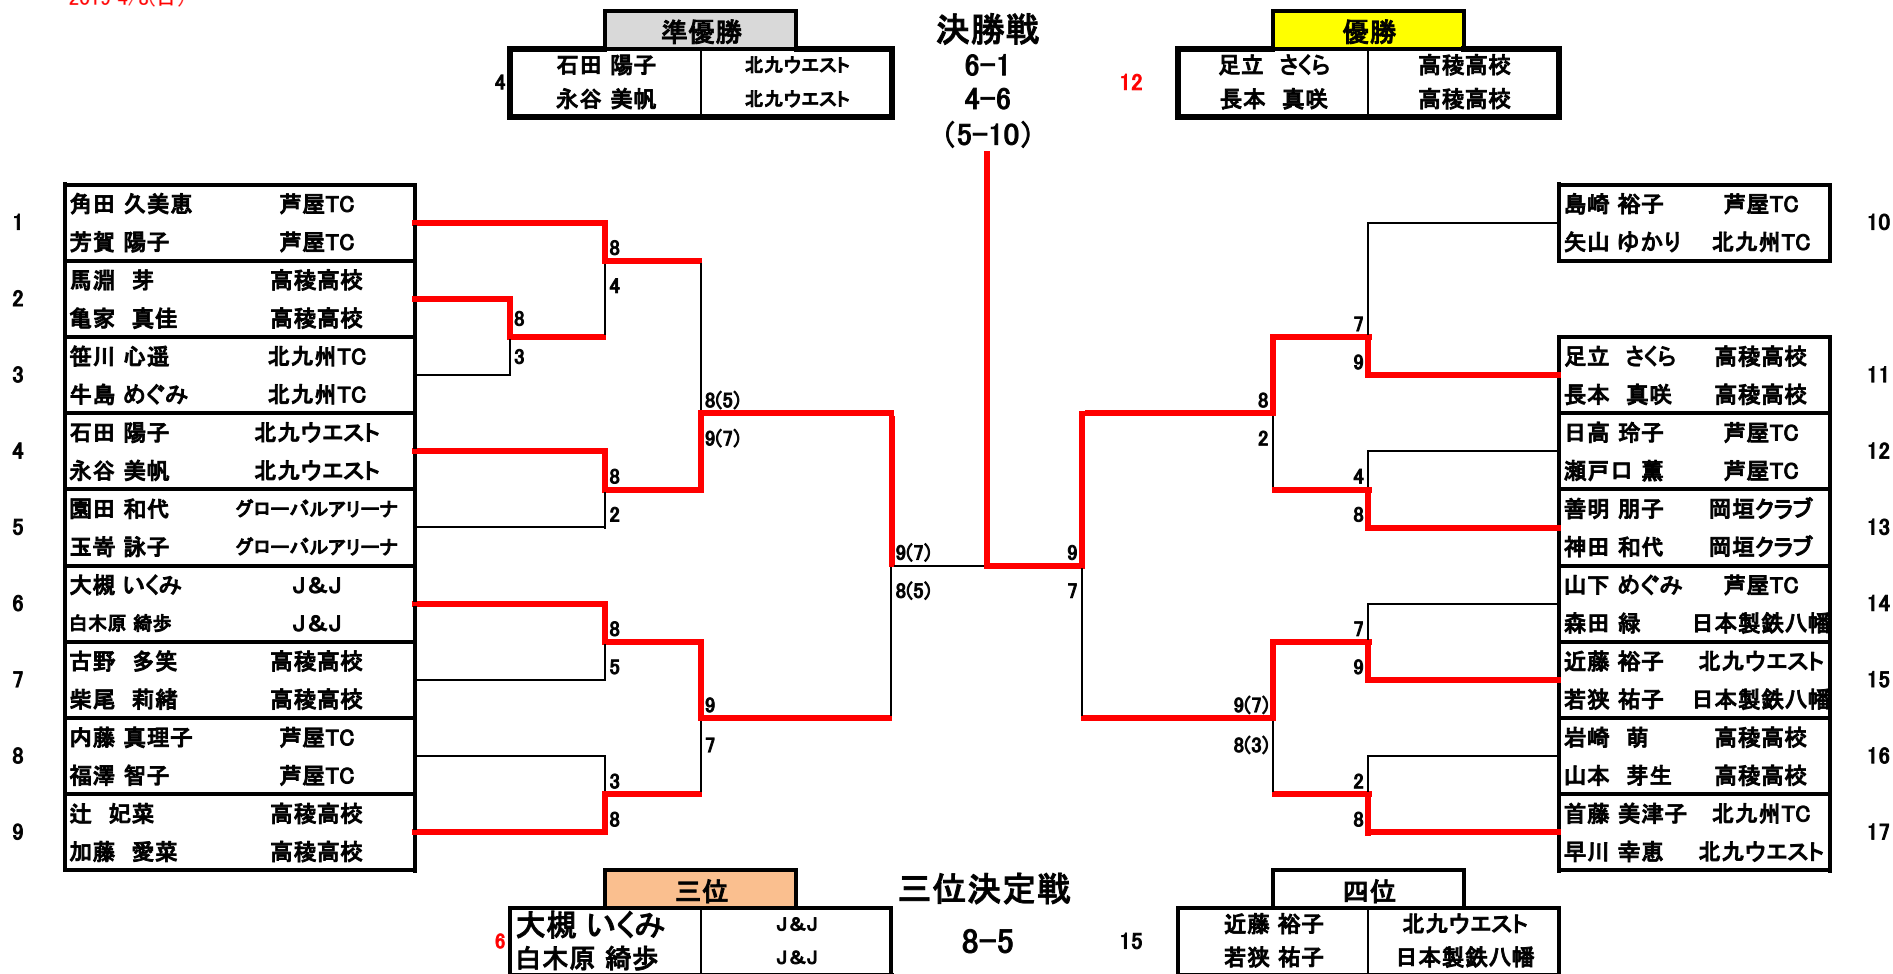 準優勝
決勝戦
優勝
4 石田 陽子 北九ウエスト
永谷 美帆 北九ウエスト
6-1
4-6
(5-10)
12 足立 さくら 高稜高校
長本 真咲 高稜高校
1 角田 久美恵 芦屋TC
芳賀 陽子 芦屋TC
2 馬淵 芽 高稜高校
亀家 真佳 高稜高校
3 笹川 心遥 北九州TC
牛島 めぐみ 北九州TC
4 石田 陽子 北九ウエスト
永谷 美帆 北九ウエスト
5 園田 和代 グローバルアリーナ
玉嵜 詠子 グローバルアリーナ
6 大槻 いくみ J&J
白木原 綺歩 J&J
7 古野 多笑 高稜高校
柴尾 莉緒 高稜高校
8 内藤 真理子 芦屋TC
福澤 智子 芦屋TC
9 辻 妃菜 高稜高校
加藤 愛菜 高稜高校
8
4
8
3
8(5)
9(7)
8
2
9(7)
8(5)
8
5
9
7
3
8
9
7
8
2
7
9
4
8
7
9
9(7)
8(3)
2
8
島崎 裕子 芦屋TC 10
矢山 ゆかり 北九州TC
足立 さくら 高稜高校 11
長本 真咲 高稜高校
日高 玲子 芦屋TC 12
瀬戸口 薫 芦屋TC
善明 朋子 岡垣クラブ 13
神田 和代 岡垣クラブ
山下 めぐみ 芦屋TC 14
森田 緑 日本製鉄八幡
近藤 裕子 北九ウエスト 15
若狭 祐子 日本製鉄八幡
岩崎 萌 高稜高校 16
山本 芽生 高稜高校
首藤 美津子 北九州TC 17
早川 幸恵 北九ウエスト
三位
三位決定戦
四位
6 大槻 いくみ J&J
白木原 綺歩 J&J
8-5
15 近藤 裕子 北九ウエスト
若狭 祐子 日本製鉄八幡